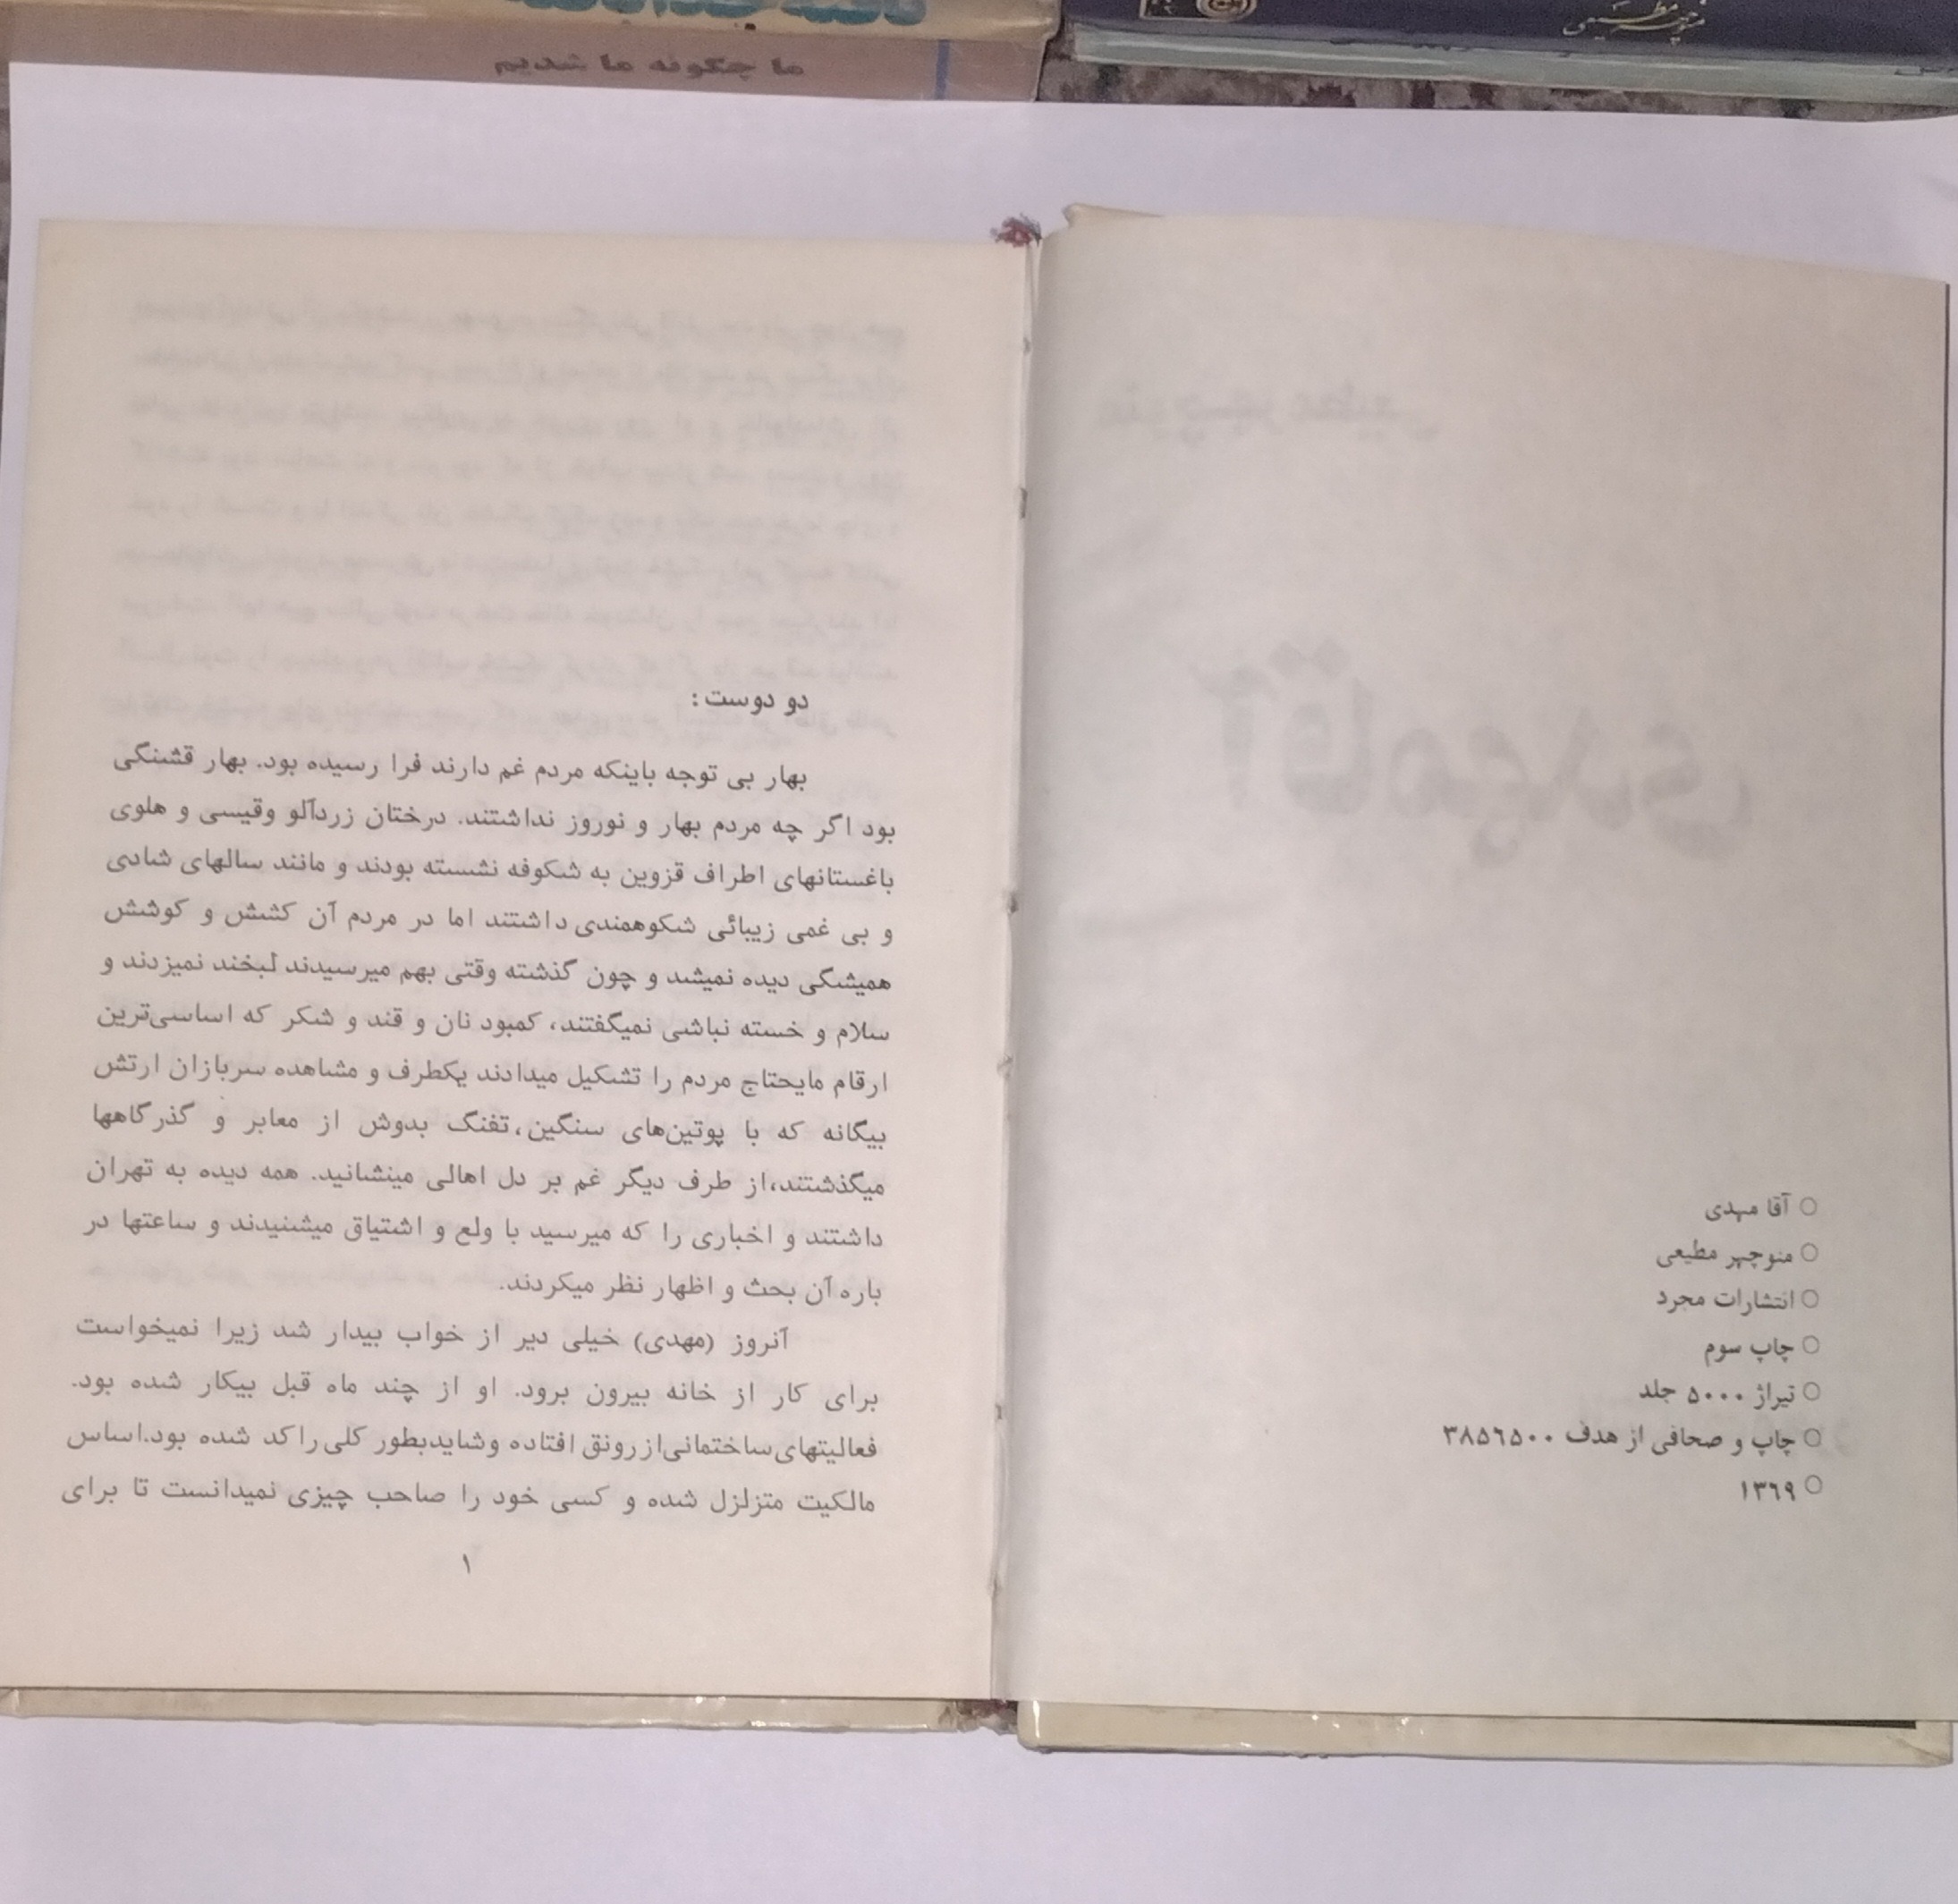 ما چگونه ما شدیم
منوچهر مطیعی
○ آقا مهدی
○ منوچهر مطیعی
○ انتشارات مجرد
○ چاپ سوم
○ تیراژ ۵۰۰۰ جلد
○ چاپ و صحافی از هدف ۳۸۵۶۵۰۰
○ ۱۳۶۹
دو دوست:
بهار بی توجه باینکه مردم غم دارند فرا رسیده بود. بهار قشنگی
بود اگر چه مردم بهار و نوروز نداشتند. درختان زردآلو وقیسی و هلوی
باغستانهای اطراف قزوین به شکوفه نشسته بودند و مانند سالهای شادی
و بی غمی زیبائی شکوهمندی داشتند اما در مردم آن کشش و کوشش
همیشگی دیده نمیشد و چون گذشته وقتی بهم میرسیدند لبخند نمیزدند و
سلام و خسته نباشی نمیگفتند، کمبود نان و قند و شکر که اساسی‌ترین
ارقام مایحتاج مردم را تشکیل میدادند یکطرف و مشاهده سربازان ارتش
بیگانه که با پوتین‌های سنگین،تفنگ بدوش از معابر و گذرگاهها
میگذشتند،از طرف دیگر غم بر دل اهالی مینشانید. همه دیده به تهران
داشتند و اخباری را که میرسید با ولع و اشتیاق میشنیدند و ساعتها در
باره آن بحث و اظهار نظر میکردند.
آنروز (مهدی) خیلی دیر از خواب بیدار شد زیرا نمیخواست
برای کار از خانه بیرون برود. او از چند ماه قبل بیکار شده بود.
فعالیتهای‌ساختمانی‌ازرونق افتاده وشایدبطور کلی‌راکد شده بود.اساس
مالکیت متزلزل شده و کسی خود را صاحب چیزی نمیدانست تا برای
۱